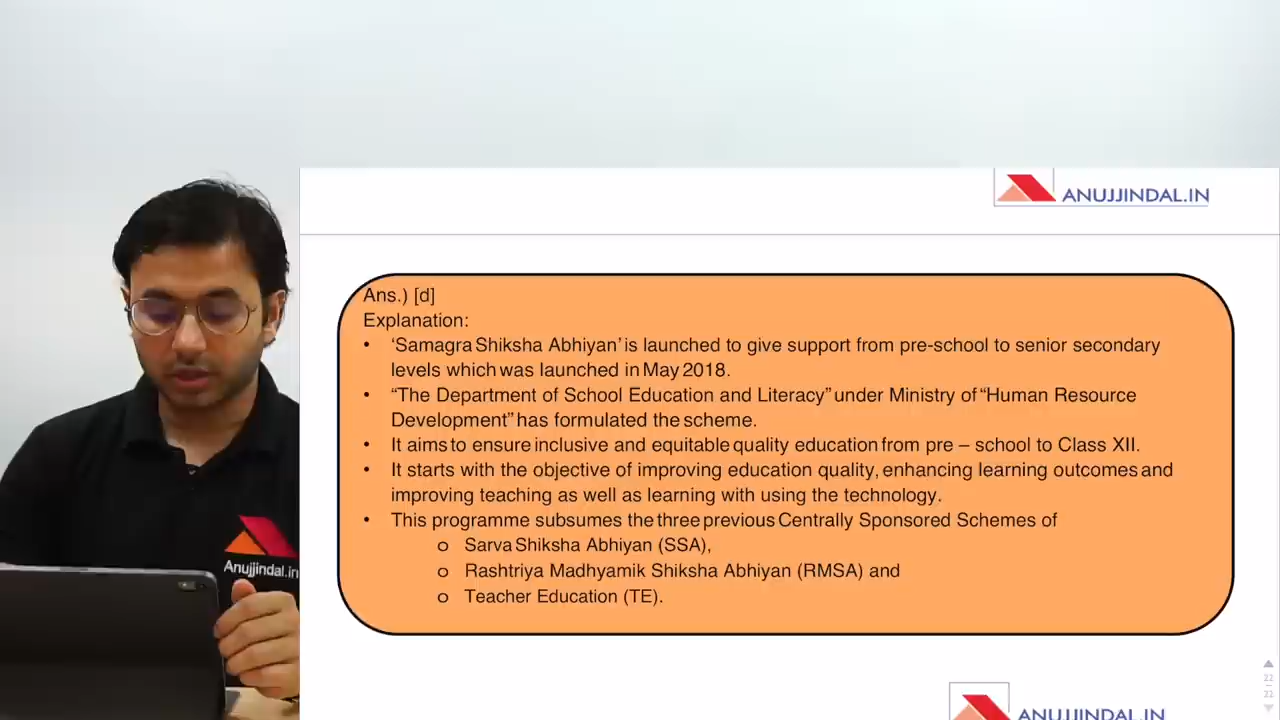 ANUJJINDAL.IN
Ans.) [d]
Explanation:
• ‘Samagra Shiksha Abhiyan’ is launched to give support from pre-school to senior secondary
levels which was launched in May 2018.
• “The Department of School Education and Literacy” under Ministry of “Human Resource
Development” has formulated the scheme.
• It aims to ensure inclusive and equitable quality education from pre – school to Class XII.
• It starts with the objective of improving education quality, enhancing learning outcomes and
improving teaching as well as learning with using the technology.
• This programme subsumes the three previous Centrally Sponsored Schemes of
o Sarva Shiksha Abhiyan (SSA),
o Rashtriya Madhyamik Shiksha Abhiyan (RMSA) and
o Teacher Education (TE).
Anujjindal.in
22
22
ANUJJINDAL.IN